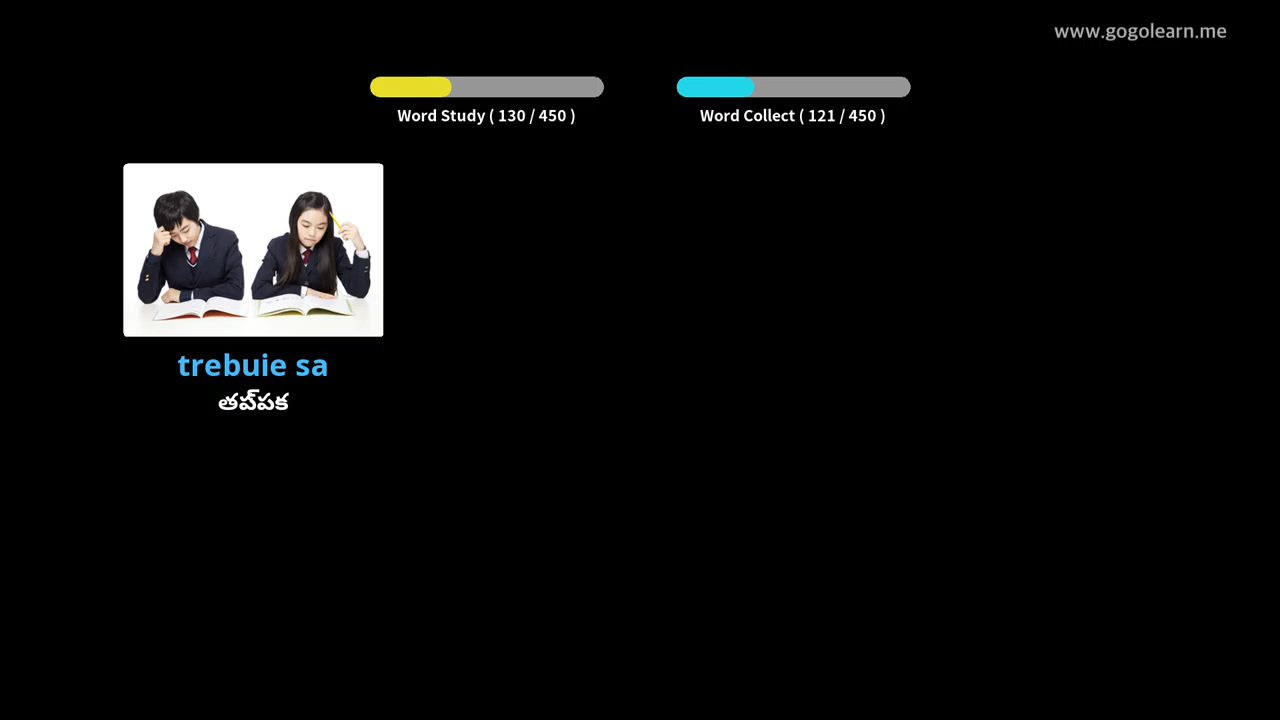 www.gogolearn.me
Word Study ( 130 / 450 )
Word Collect ( 121 / 450 )
trebuie sa
తప్పక